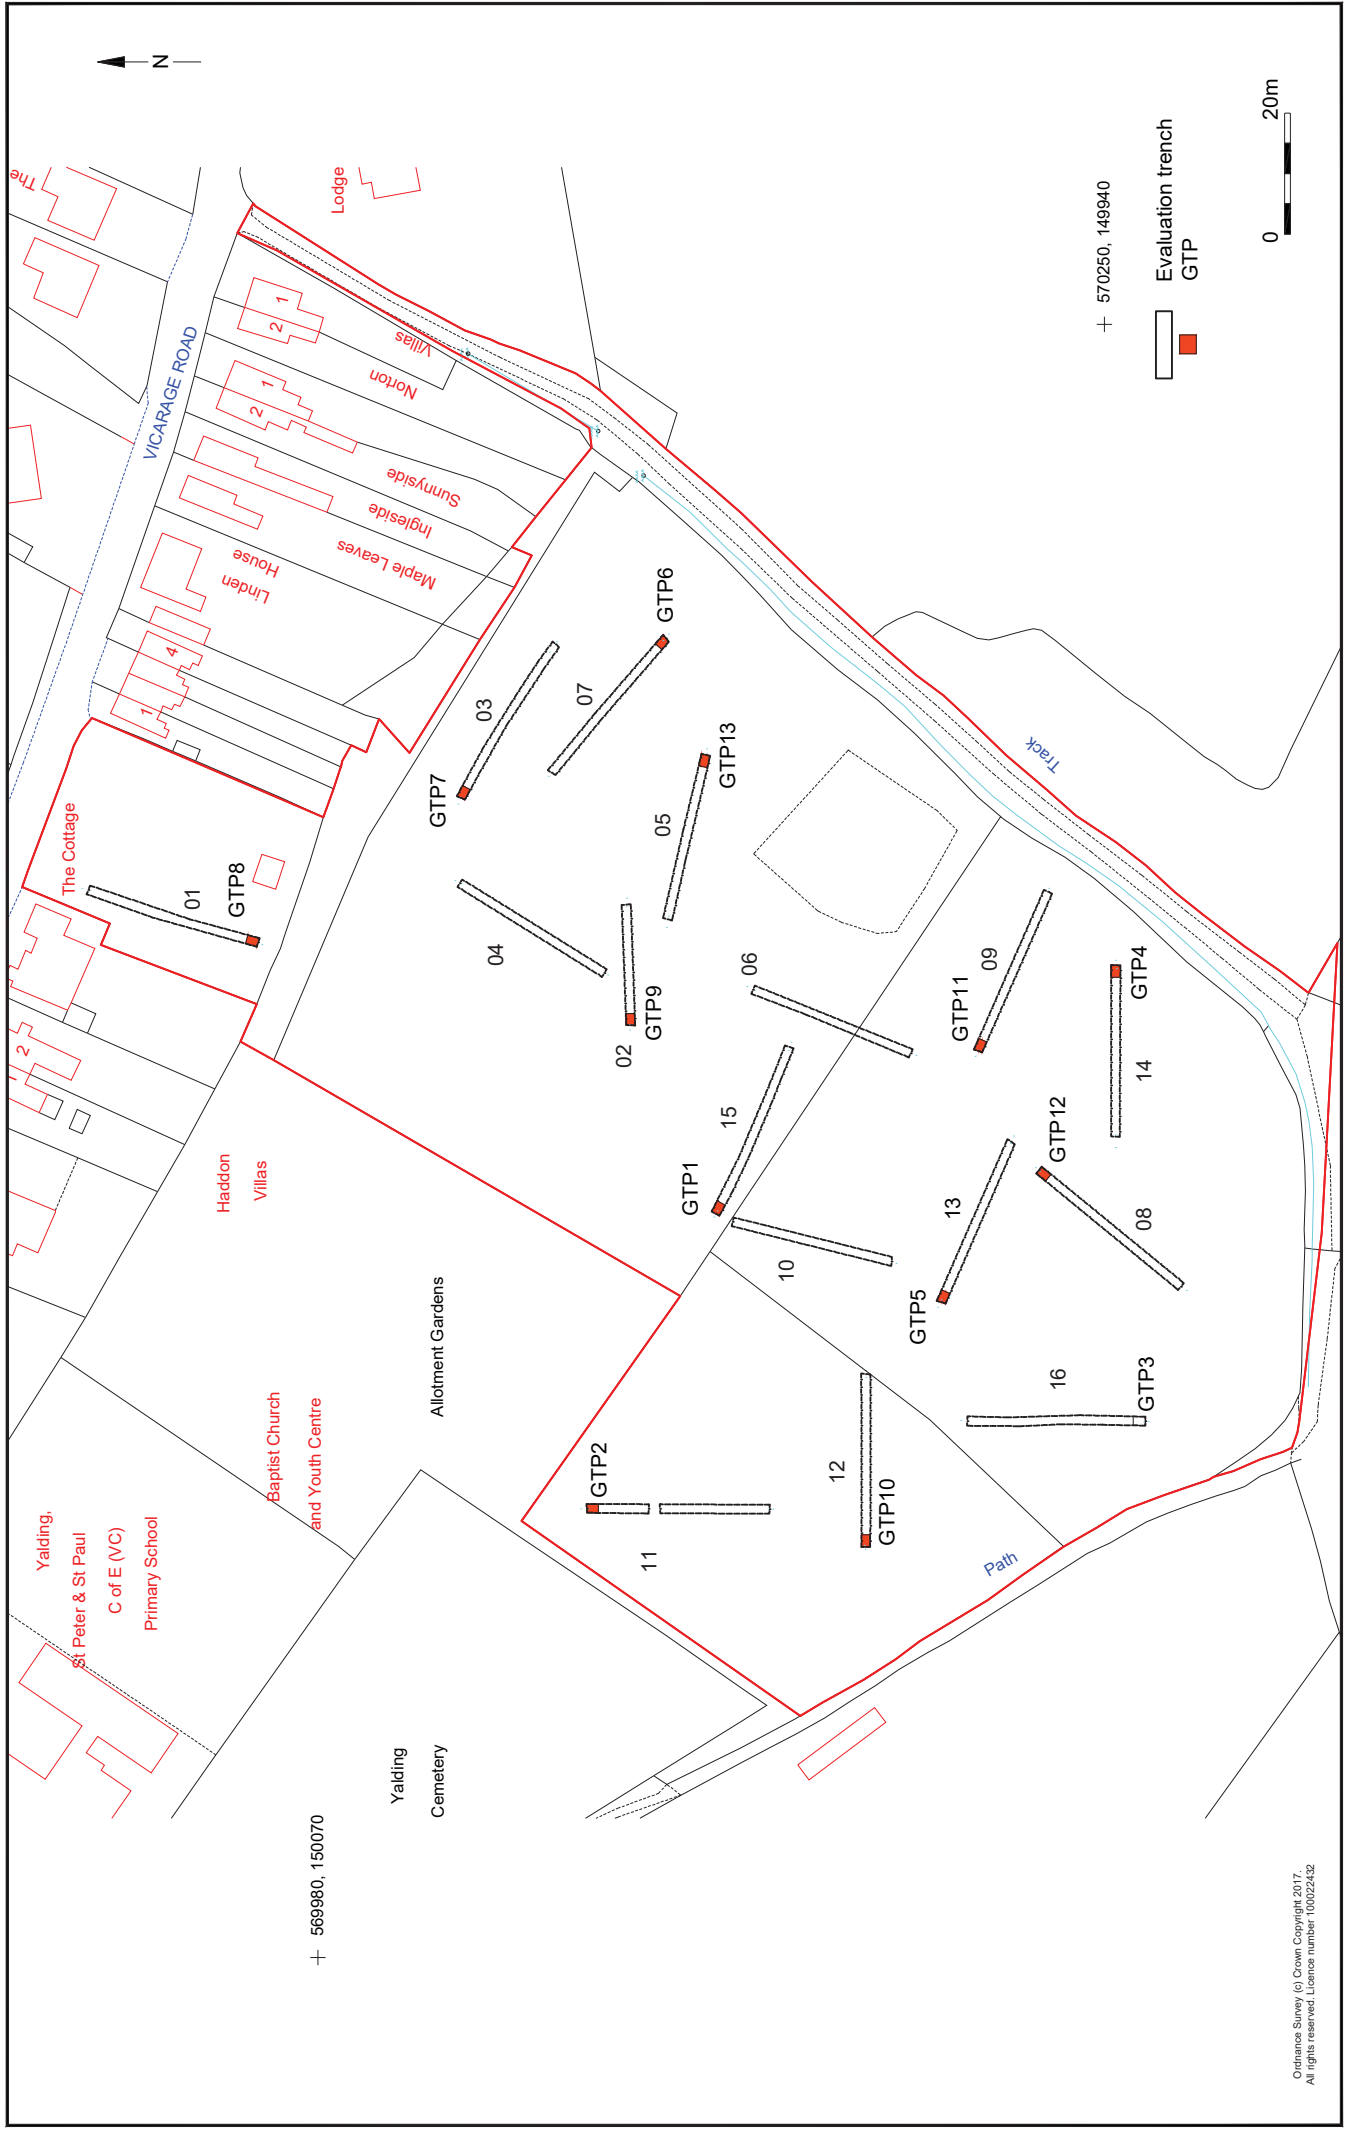 N
The
Lodge
VICARAGE ROAD
1
2
Villas
Norton
1
2
Sunnyside
Ingleside
Maple Leaves
Linden
House
4
1
The Cottage
01
GTP8
2
Haddon
Villas
Allotment Gardens
Baptist Church
and Youth Centre
Yalding,
St Peter & St Paul
C of E (VC)
Primary School
Yalding
Cemetery
569980, 150070
03
GTP7
07
GTP6
05
GTP13
04
02
GTP9
06
15
GTP1
10
09
GTP11
14
GTP4
13
GTP5
08
GTP12
16
GTP3
12
GTP10
11
GTP2
Track
Path
570250, 149940
Evaluation trench
GTP
0
20m
Ordnance Survey (c) Crown Copyright 2017.
All rights reserved. Licence number 100022432